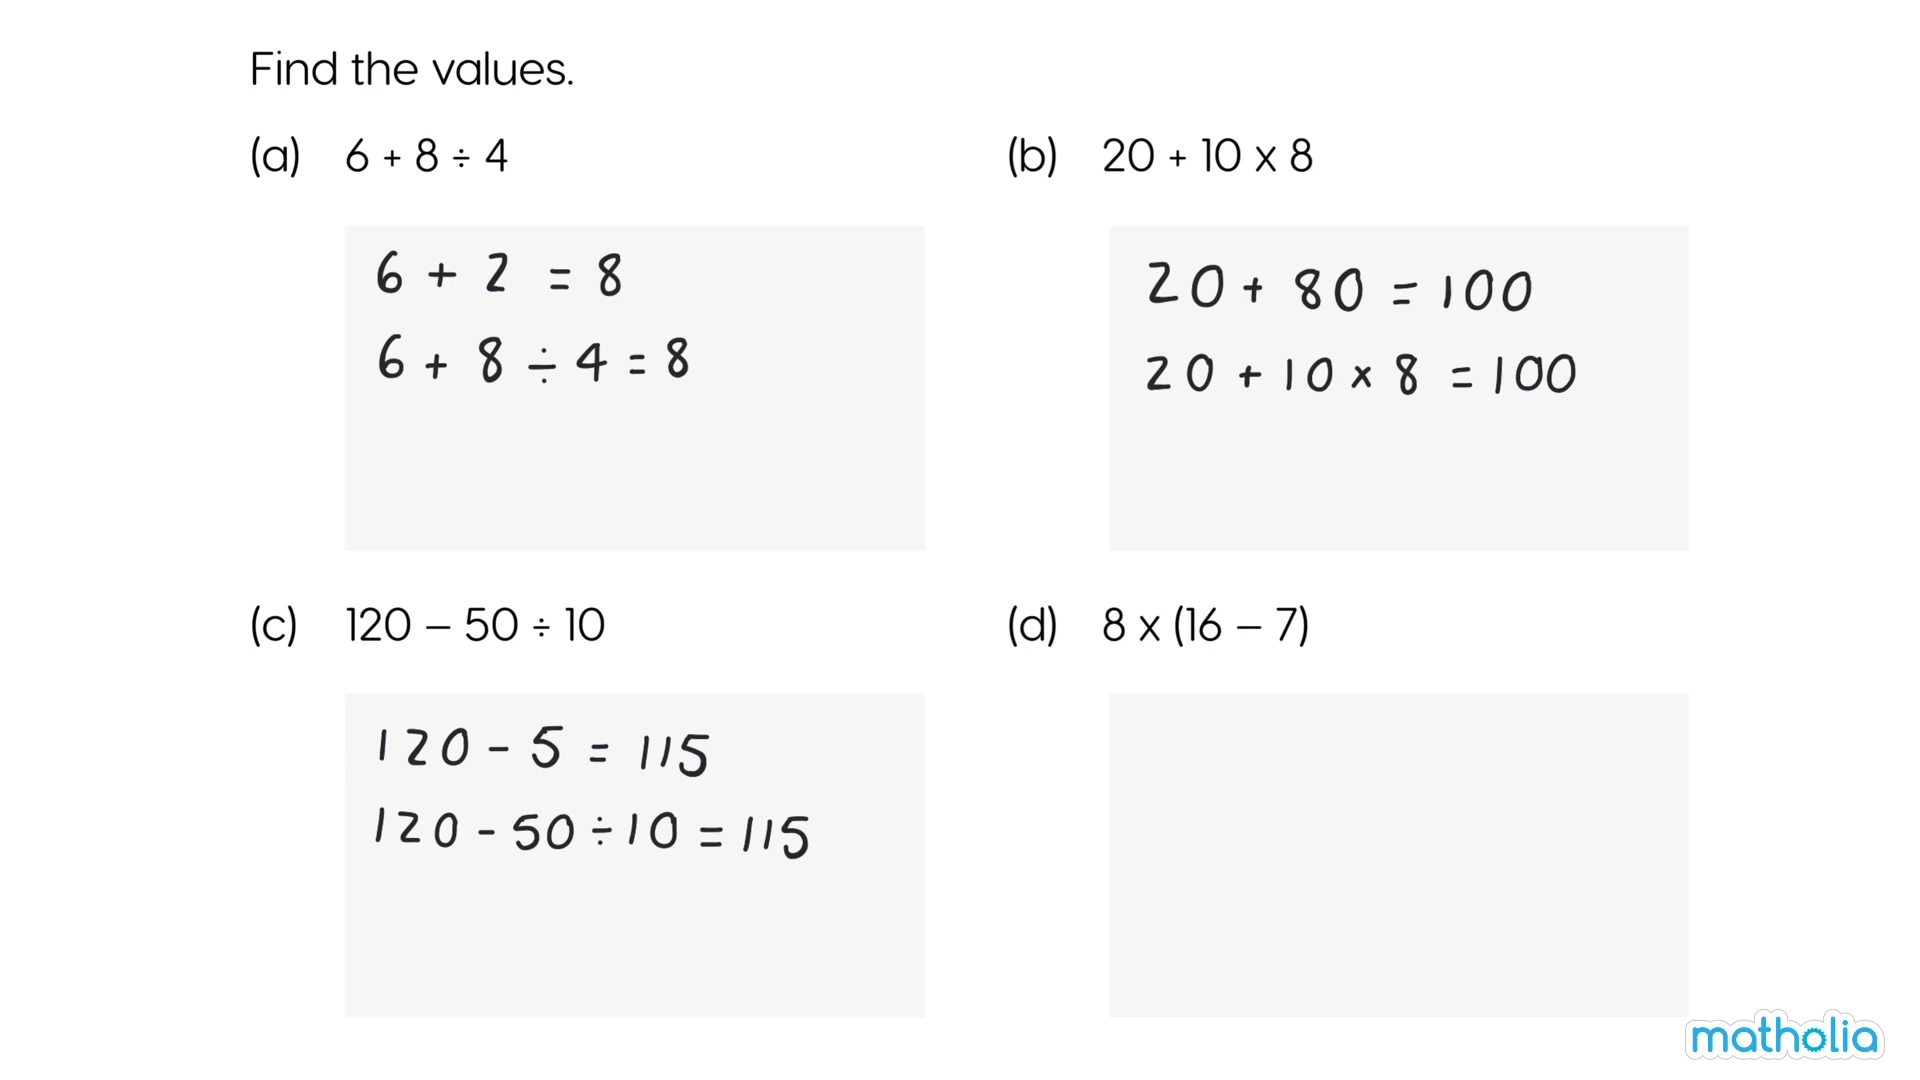 Find the values.
(a) 6 + 8 ÷ 4
6 + 2 = 8
6 + 8 ÷ 4 = 8
(b) 20 + 10 x 8
20 + 80 = 100
20 + 10 × 8 = 100
(c) 120 – 50 ÷ 10
120 - 5 = 115
120 - 50 ÷ 10 = 115
(d) 8 x (16 – 7)
matholia